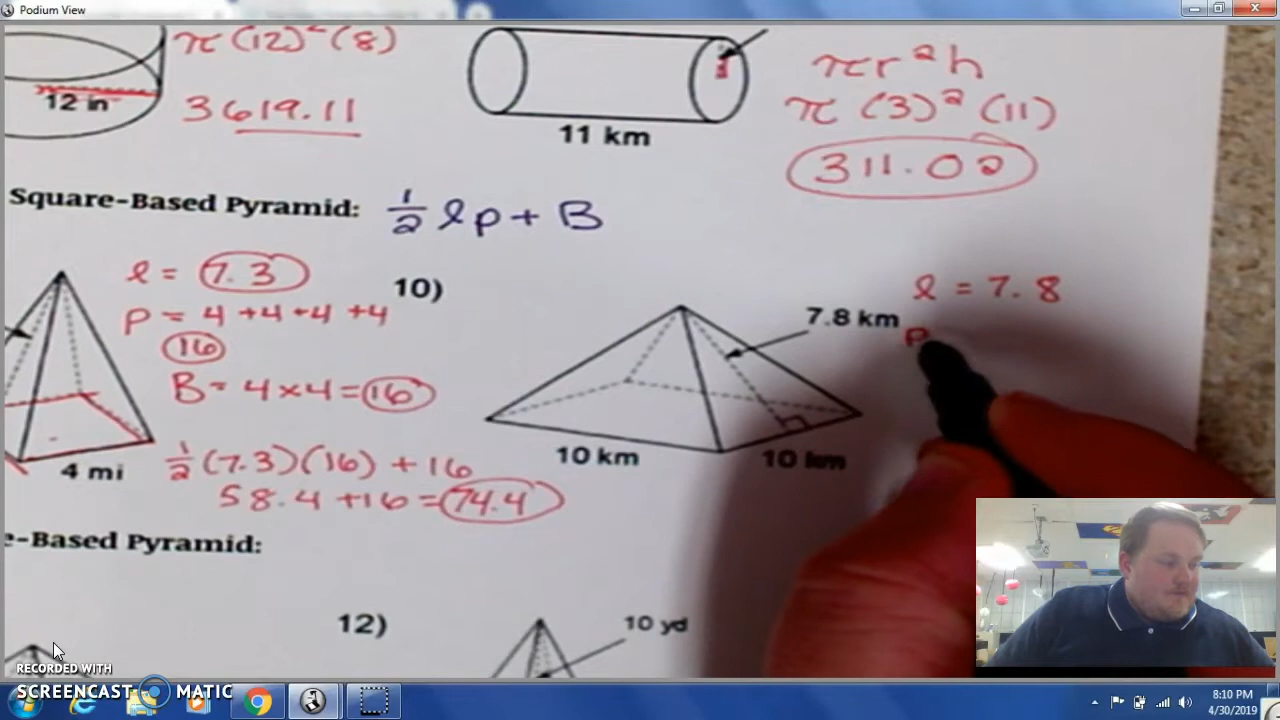 Podium View
π (12)² (8)
12 in
3619.11
11 km
πr²h
π (3)² (11)
311.02
Square-Based Pyramid: 1/2 lp + B
l = 7.3
P = 4 +4 +4 +4
16
B = 4 × 4 = 16
1/2 (7.3)(16) + 16
58.4 +16 = 74.4
4 mi
10)
7.8 km
10 km
10 km
l = 7.8
P
e-Based Pyramid:
12)
10 yd
RECORDED WITH
SCREENCAST MATIC
8:10 PM
4/30/2019